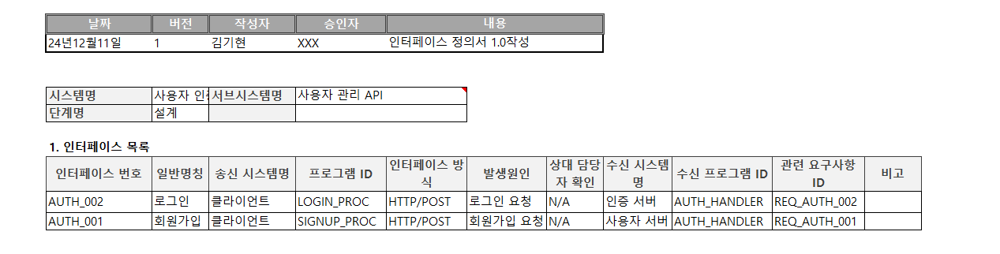 날짜 버전 작성자 승인자 내용
24년12월11일 1 김기현 XXX 인터페이스 정의서 1.0작성
시스템명 사용자 서브시스템명 사용자 관리 API
단계명 설계
1. 인터페이스 목록
인터페이스 번호 일반명칭 송신 시스템명 프로그램 ID 인터페이스 방식 발생원인 상대 담당자 확인 수신 시스템명 수신 프로그램 ID 관련 요구사항 ID 비고
AUTH_002 로그인 클라이언트 LOGIN_PROC HTTP/POST 로그인 요청 N/A 인증 서버 AUTH_HANDLER REQ_AUTH_002
AUTH_001 회원가입 클라이언트 SIGNUP_PROC HTTP/POST 회원가입 요청 N/A 사용자 서버 AUTH_HANDLER REQ_AUTH_001